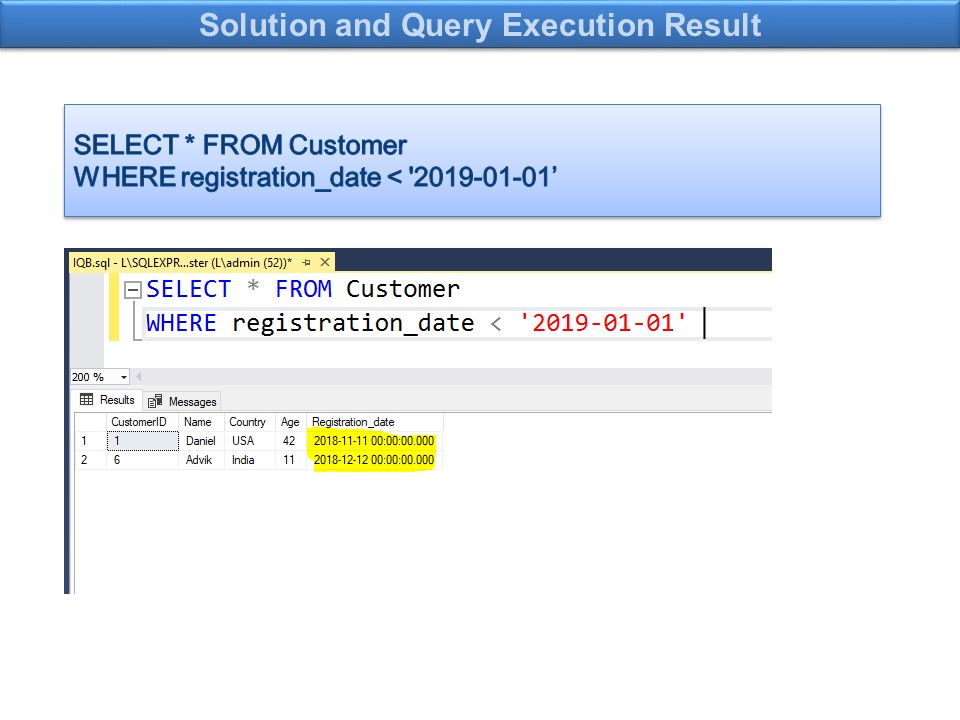 Solution and Query Execution Result
SELECT * FROM Customer
WHERE registration_date < '2019-01-01’
IQB.sql - L\SQLEXPR...ster (L\admin (52))*
SELECT * FROM Customer
WHERE registration_date < '2019-01-01'
200 %
Results Messages
CustomerID Name Country Age Registration_date
1 1 Daniel USA 42 2018-11-11 00:00:00.000
2 6 Advik India 11 2018-12-12 00:00:00.000